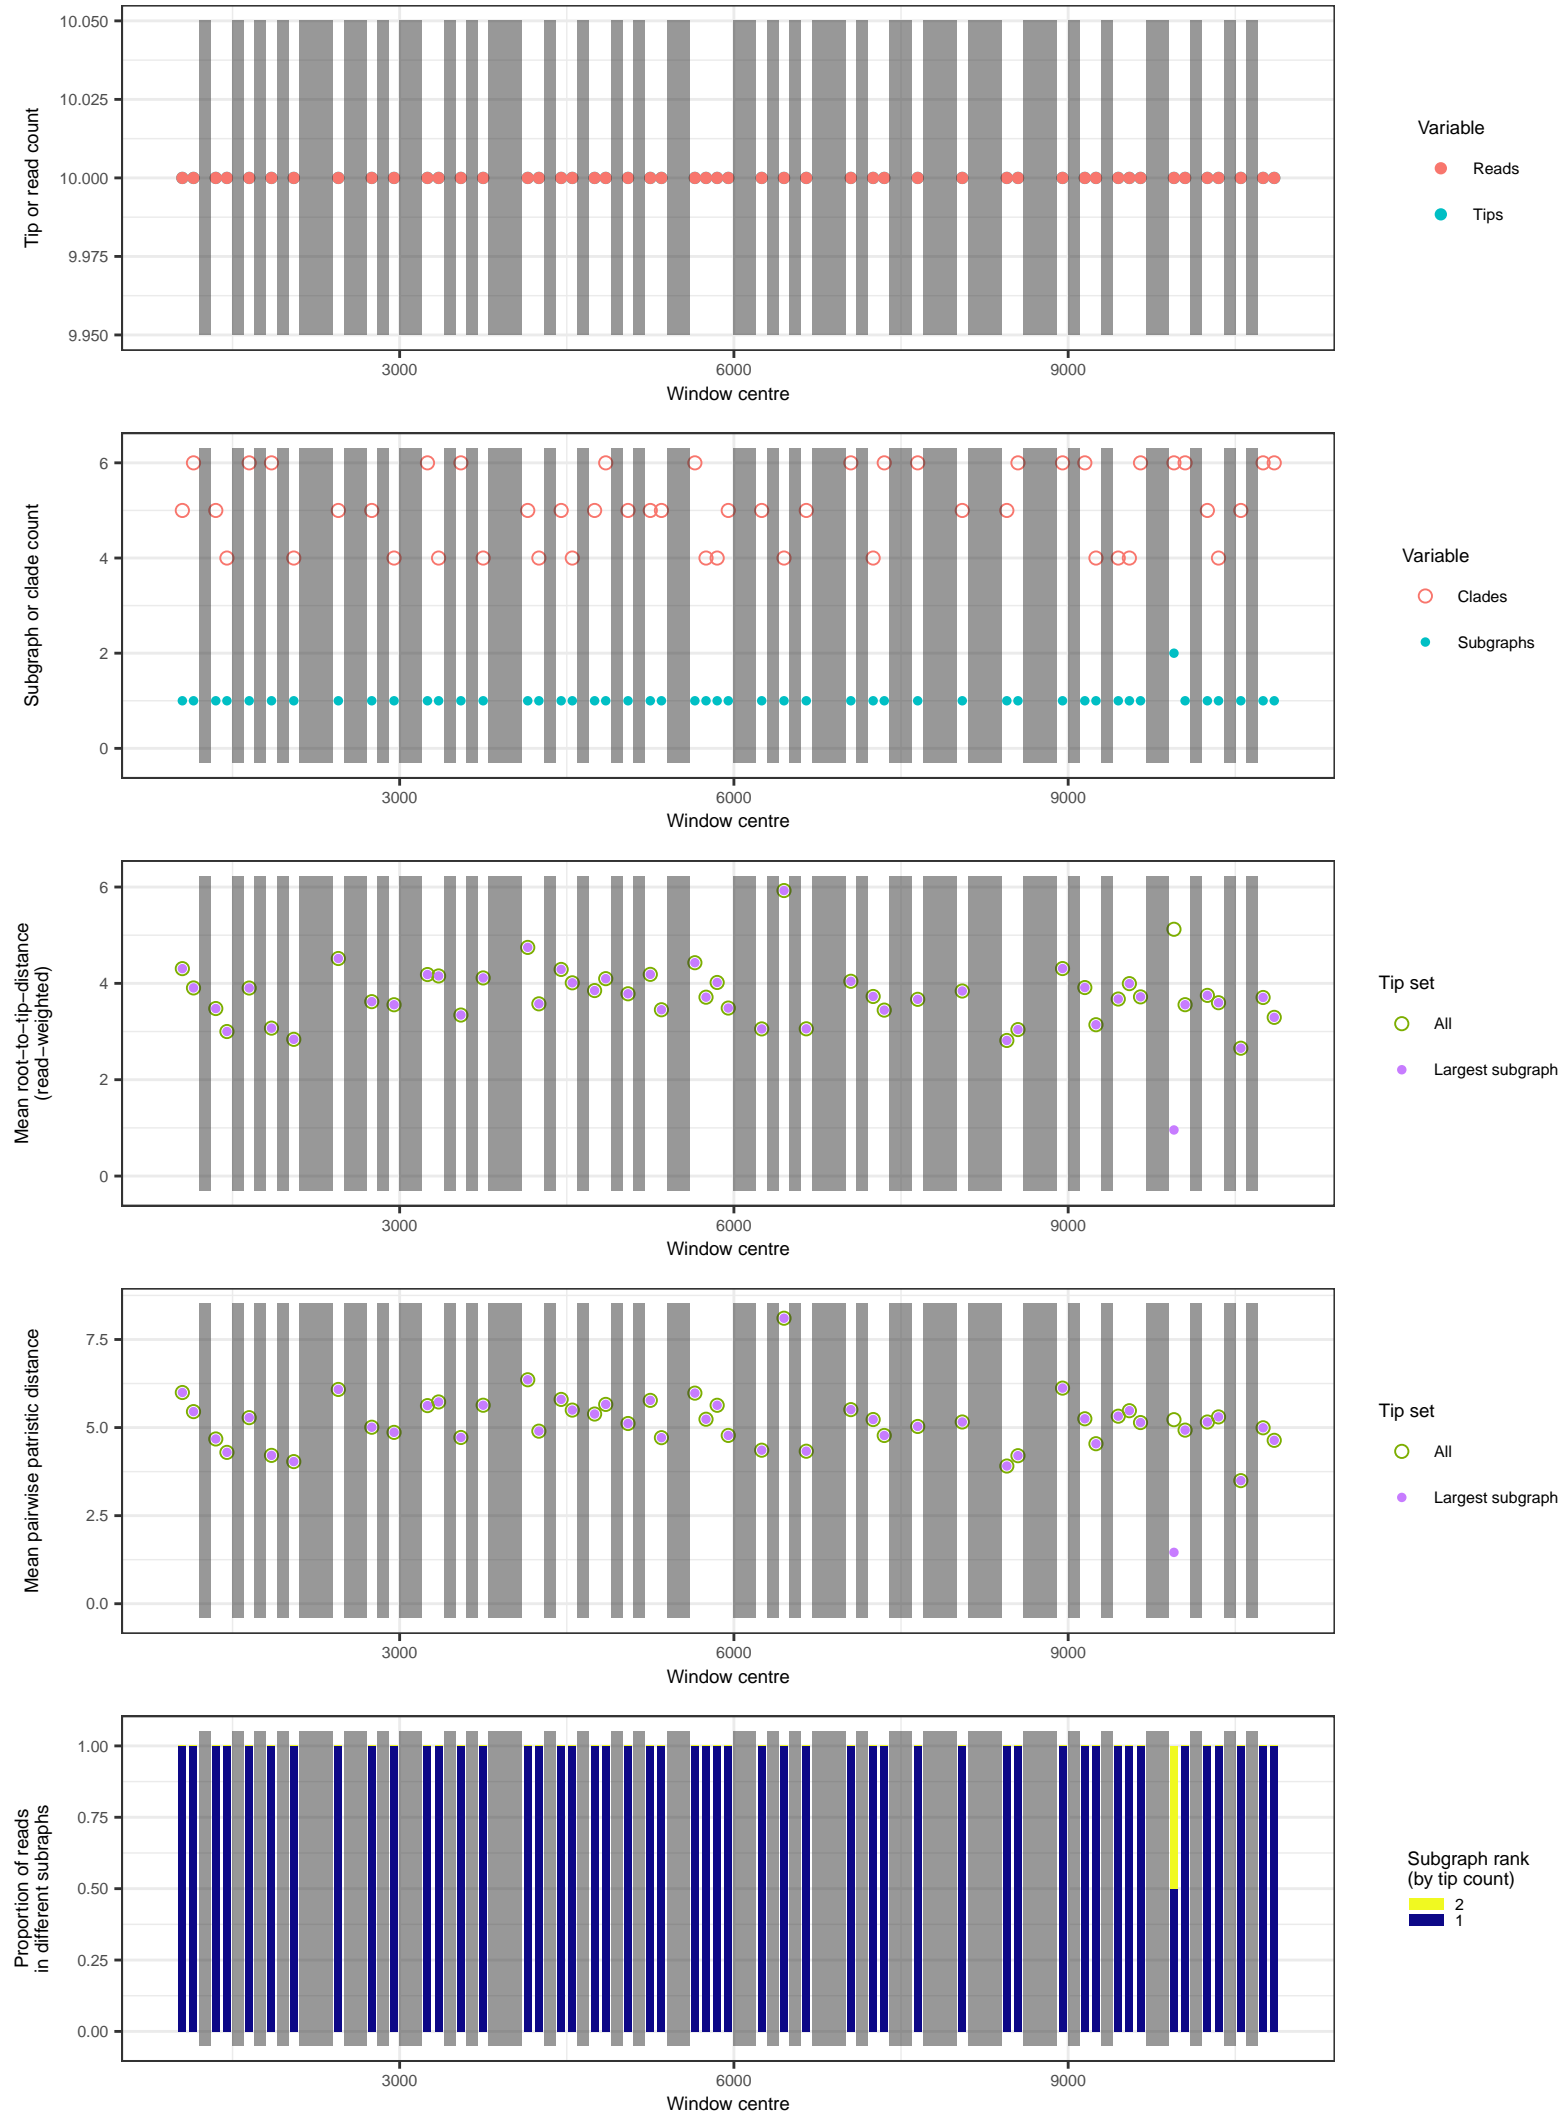 10.050
10.025
10.000
9.975
9.950
Tip or read count
3000
6000
9000
Window centre
Variable
Reads
Tips
6
4
2
0
Subgraph or clade count
3000
6000
9000
Window centre
Variable
Clades
Subgraphs
6
4
2
0
Mean root−to−tip−distance
(read−weighted)
3000
6000
9000
Window centre
Tip set
All
Largest subgraph
7.5
5.0
2.5
0.0
Mean pairwise patristic distance
3000
6000
9000
Window centre
Tip set
All
Largest subgraph
1.00
0.75
0.50
0.25
0.00
Proportion of reads
in different subraphs
3000
6000
9000
Window centre
Subgraph rank
(by tip count)
2
1